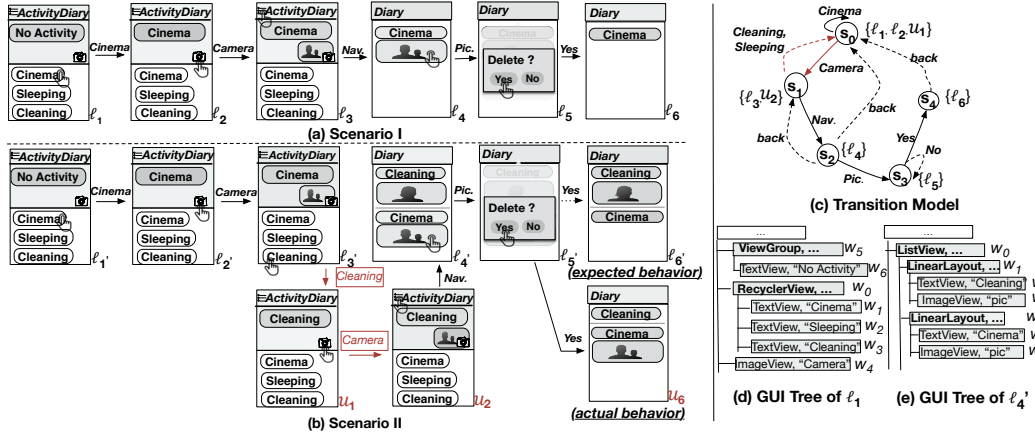 ActivityDiary
No Activity
Cinema
Sleeping
Cleaning
ℓ1
Cinema
ActivityDiary
Cinema
Cinema
Sleeping
Cleaning
ℓ2
Camera
ActivityDiary
Cinema
Cinema
Sleeping
Cleaning
ℓ3
Nav.
Diary
Cinema
ℓ4
Pic.
Diary
Delete ?
Yes No
ℓ5
Yes
Diary
Cinema
ℓ6
(a) Scenario I
ActivityDiary
No Activity
Cinema
Sleeping
Cleaning
ℓ1'
Cinema
ActivityDiary
Cinema
Cinema
Sleeping
Cleaning
ℓ2'
Camera
ActivityDiary
Cinema
Cinema
Sleeping
Cleaning
ℓ3'
Cleaning
ActivityDiary
Cleaning
Cinema
Sleeping
Cleaning
u1
Camera
ActivityDiary
Cleaning
Cinema
Sleeping
Cleaning
u2
Nav.
Diary
Cleaning
Cinema
ℓ4'
Pic.
Diary
Delete ?
Yes No
ℓ5'
Yes
Diary
Cleaning
Cinema
ℓ6'
(expected behavior)
Yes
Diary
Cleaning
Cinema
u6
(actual behavior)
(b) Scenario II
Cinema
S0 {ℓ1, ℓ2, u1}
Cleaning,
Sleeping
Camera
back
S1
{ℓ3, u2}
S4 {ℓ6}
Nav.
back
back
Yes
No
S2 {ℓ4}
Pic.
S3 {ℓ5}
(c) Transition Model
...
ViewGroup, ... W5
TextView, "No Activity" W6
RecyclerView, ... W0
TextView, "Cinema" W1
TextView, "Sleeping" W2
TextView, "Cleaning" W3
ImageView, "Camera" W4
(d) GUI Tree of ℓ1
...
ListView, ... W0
LinearLayout, ... W1
TextView, "Cleaning"
ImageView, "pic"
LinearLayout, ...
TextView, "Cinema"
ImageView, "pic"
(e) GUI Tree of ℓ4'